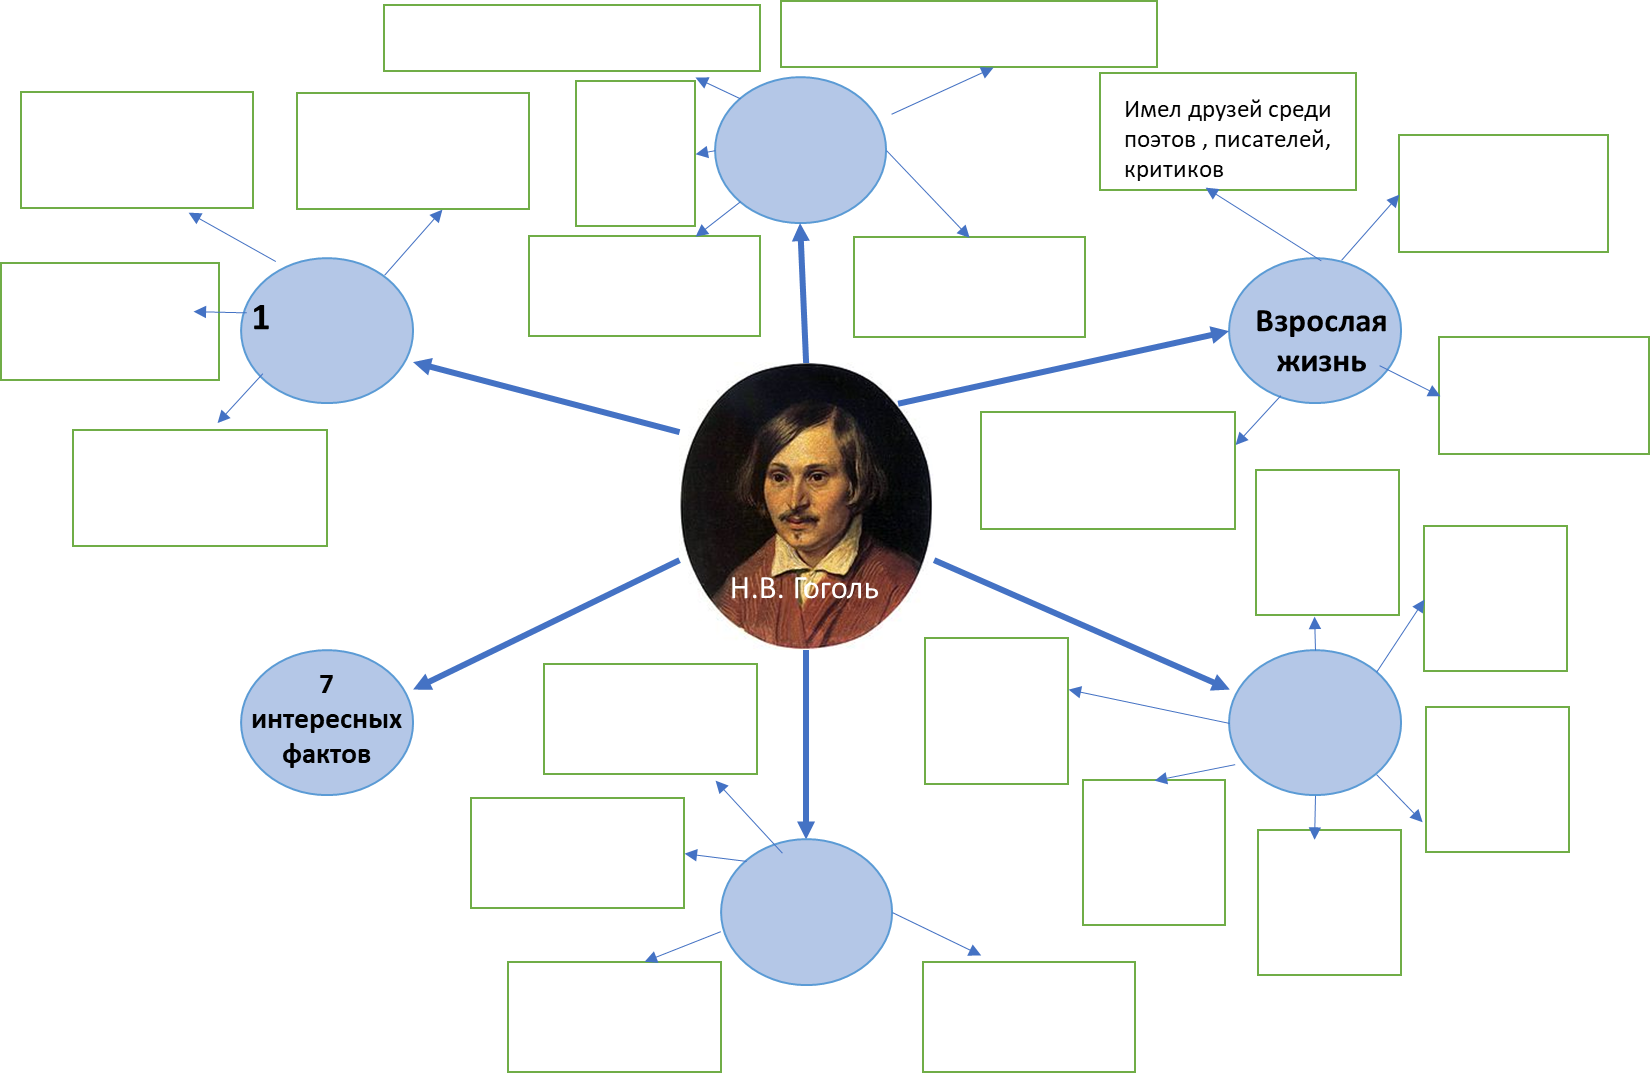 Имел друзей среди
поэтов , писателей,
критиков
1
Взрослая
жизнь
Н.В. Гоголь
7
интересных
фактов